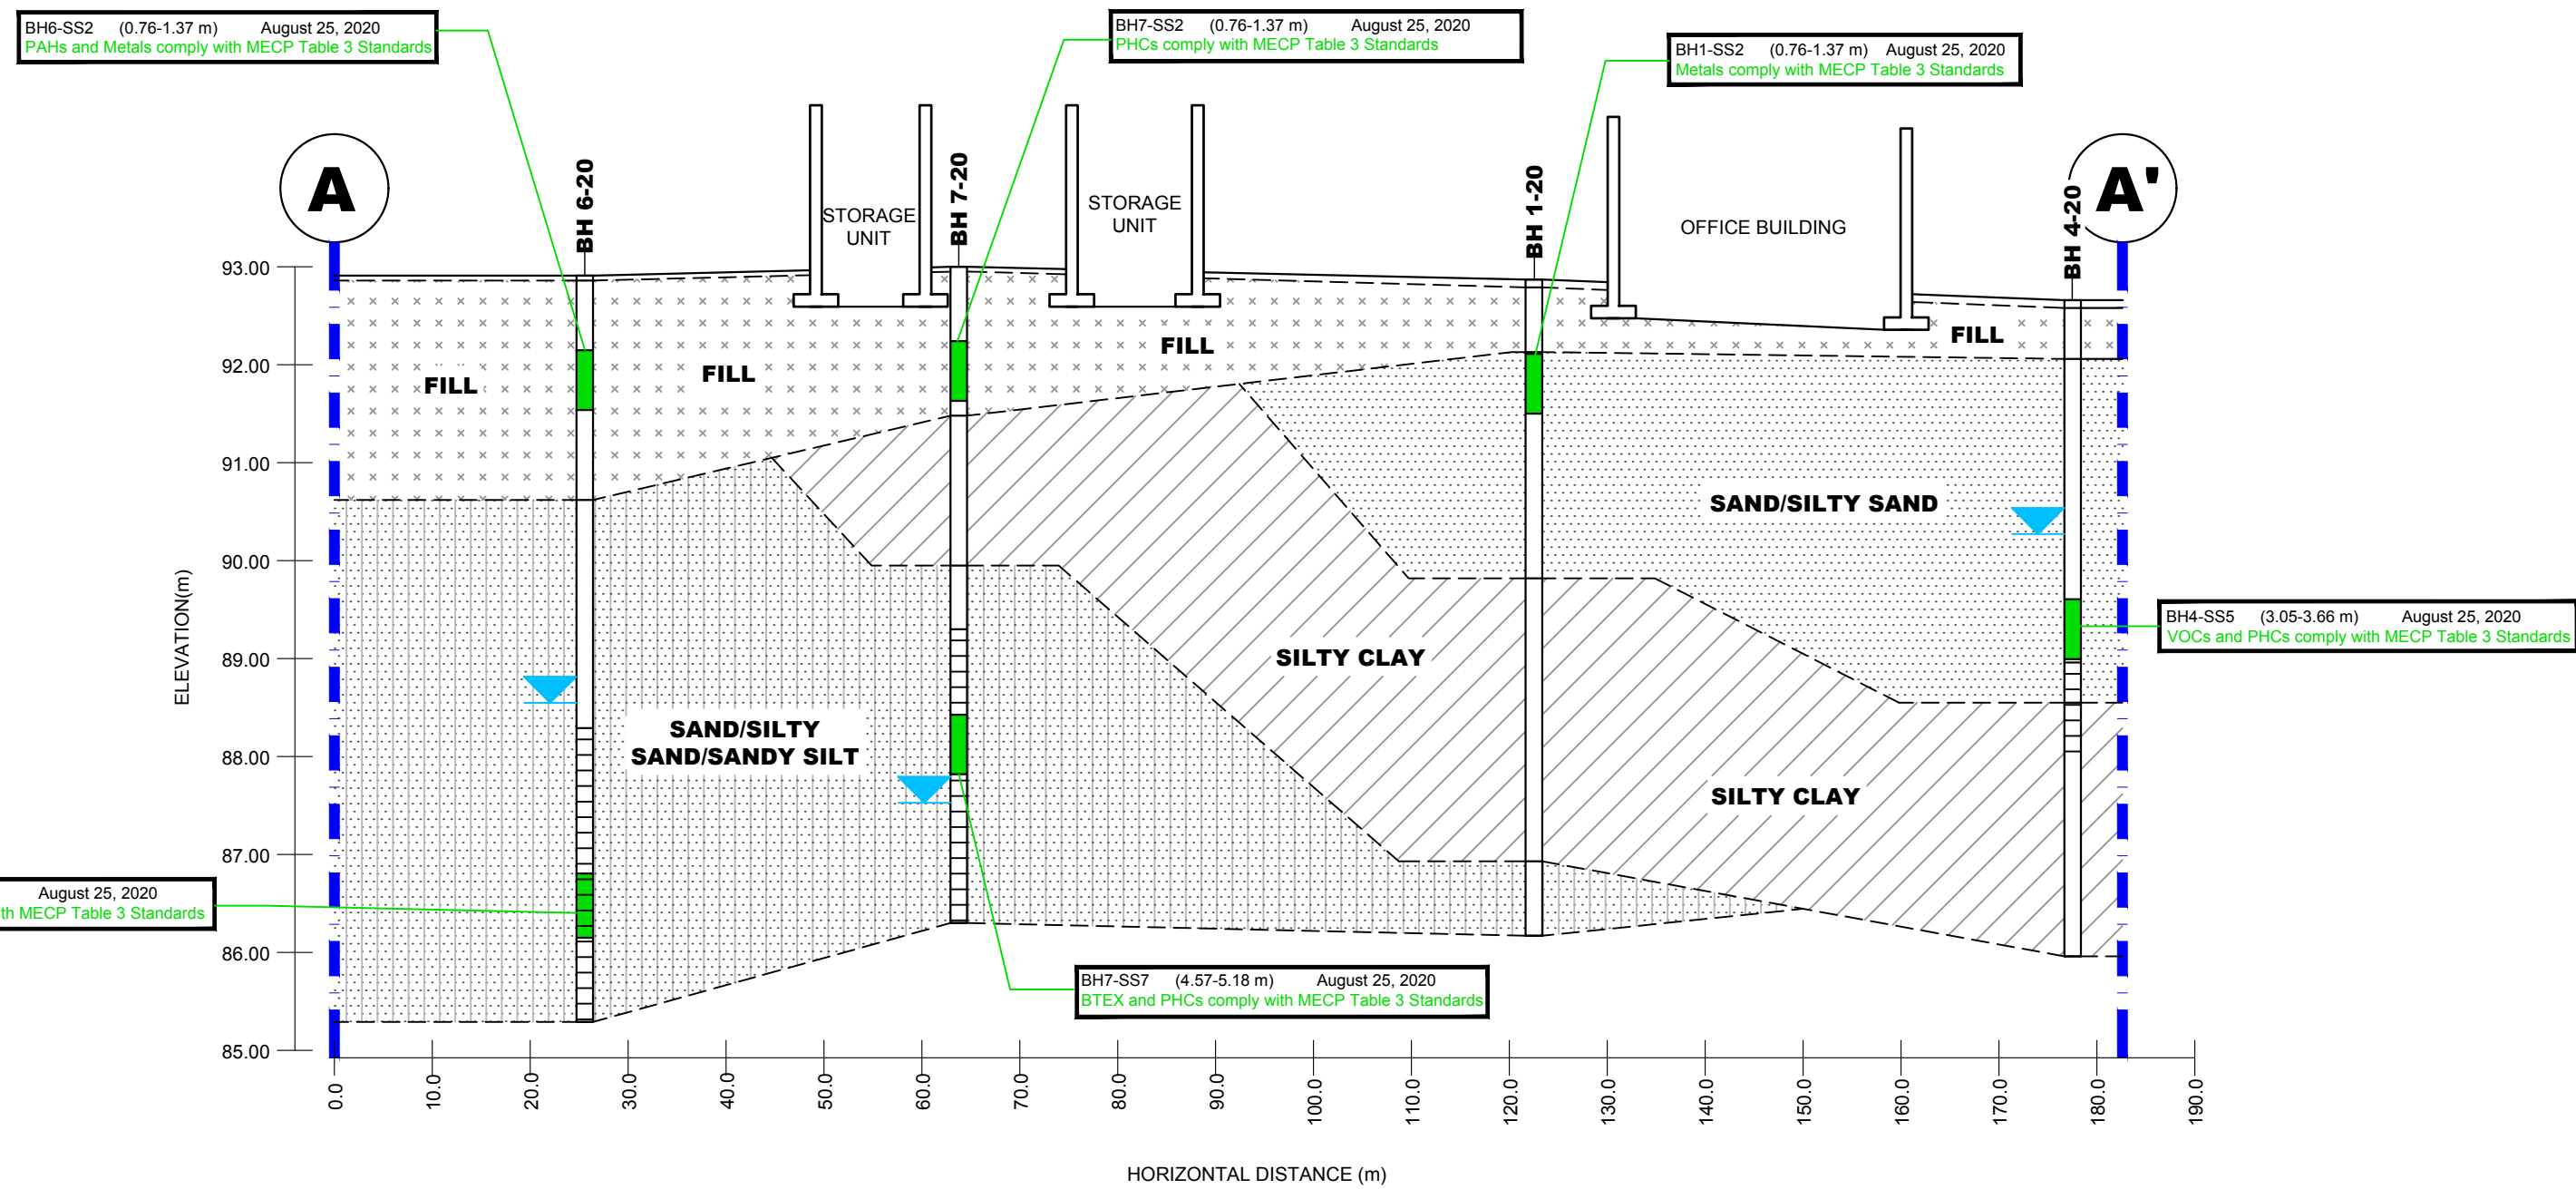 BH6-SS2 (0.76-1.37 m) August 25, 2020
PAHs and Metals comply with MECP Table 3 Standards
BH7-SS2 (0.76-1.37 m) August 25, 2020
PHCs comply with MECP Table 3 Standards
BH1-SS2 (0.76-1.37 m) August 25, 2020
Metals comply with MECP Table 3 Standards
A
BH 6-20
STORAGE
UNIT
BH 7-20
STORAGE
UNIT
BH 1-20
OFFICE BUILDING
BH 4-20
A'
93.00
92.00
91.00
90.00
89.00
88.00
87.00
86.00
85.00
ELEVATION(m)
FILL
FILL
FILL
FILL
SAND/SILTY SAND
SILTY CLAY
SAND/SILTY
SAND/SANDY SILT
SILTY CLAY
BH4-SS5 (3.05-3.66 m) August 25, 2020
VOCs and PHCs comply with MECP Table 3 Standards
August 25, 2020
th MECP Table 3 Standards
BH7-SS7 (4.57-5.18 m) August 25, 2020
BTEX and PHCs comply with MECP Table 3 Standards
0.0
10.0
20.0
30.0
40.0
50.0
60.0
70.0
80.0
90.0
100.0
110.0
120.0
130.0
140.0
150.0
160.0
170.0
180.0
190.0
HORIZONTAL DISTANCE (m)